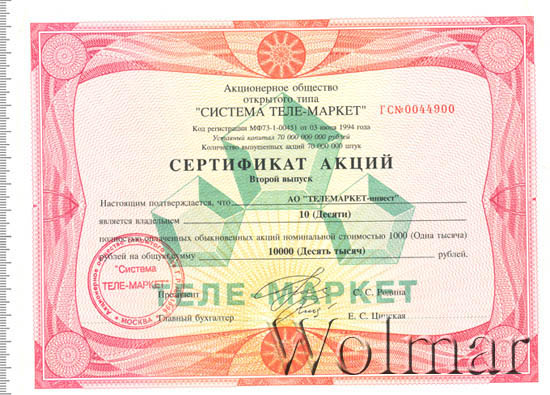 Акционерное общество
открытого типа
"СИСТЕМА ТЕЛЕ-МАРКЕТ" ГС№0044900
Код регистрации МФ73-1-00451 от 03 июня 1994 года
Уставный капитал 70 000 000 000 рублей
Количество выпущенных акций 70 000 000 штук
СЕРТИФИКАТ АКЦИЙ
Второй выпуск
Настоящим подтверждается, что АО "ТЕЛЕМАРКЕТ-инвест"
является владельцем 10 (Десяти)
полностью оплаченных обыкновенных акций номинальной стоимостью 1000 (Одна тысяча)
рублей на общую сумму 10000 (Десять тысяч) рублей.
"Система
ТЕЛЕ-МАРКЕТ"
МОСКВА
ТЕЛЕ-МАРКЕТ
Президент С. Родина
Главный бухгалтер Е. С.
Wolmar